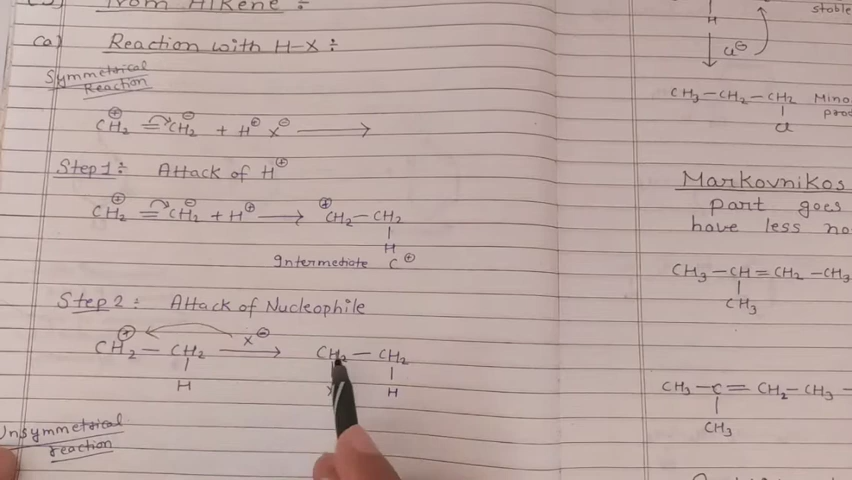 from Alkene :-
(a) Reaction with H-X :-
Symmetrical
Reaction
⊕CH₂ = ⊖CH₂ + H⊕ X⊖ →
Step 1 :- Attack of H⊕
⊕CH₂ = ⊖CH₂ + H⊕ → ⊕CH₂ - CH₂
|
H
Intermediate C⊕
Step 2 : Attack of Nucleophile
⊕CH₂ - CH₂ X⊖ → CH₂ - CH₂
| |
H H
Unsymmetrical
reaction
stable
H
↓ Cl⊖
CH₃ - CH₂ - CH₂
|
Cl
Markovnikos
part goes
have less
CH₃ - CH = CH₂ - CH₃
|
CH₃
CH₃ - C = CH₂ - CH₃ -
|
CH₃